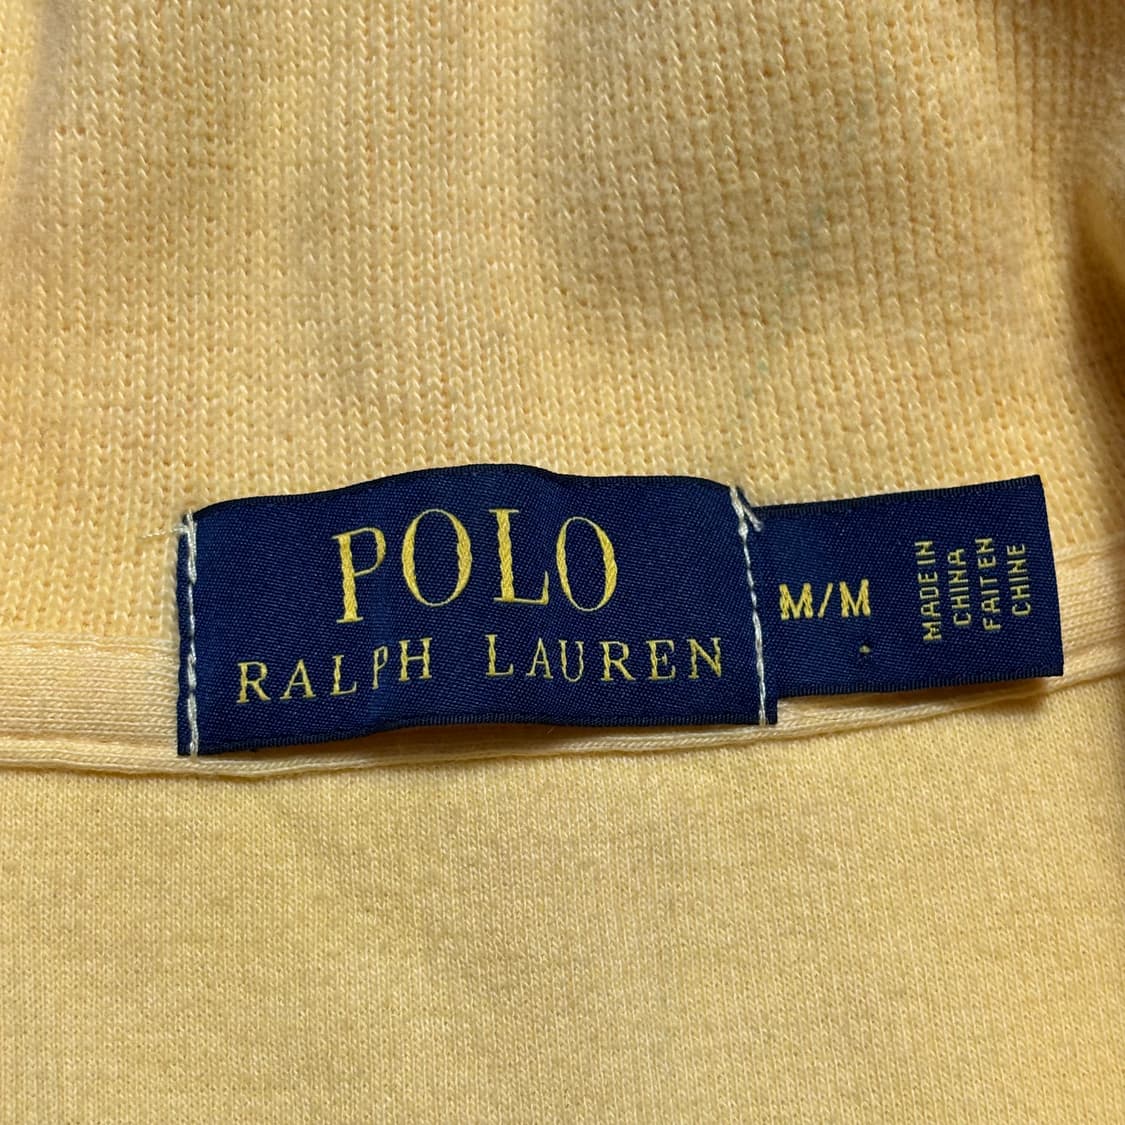 POLO
RALPH LAUREN
M/M
MADE IN
CHINA
FAIT EN
CHINE